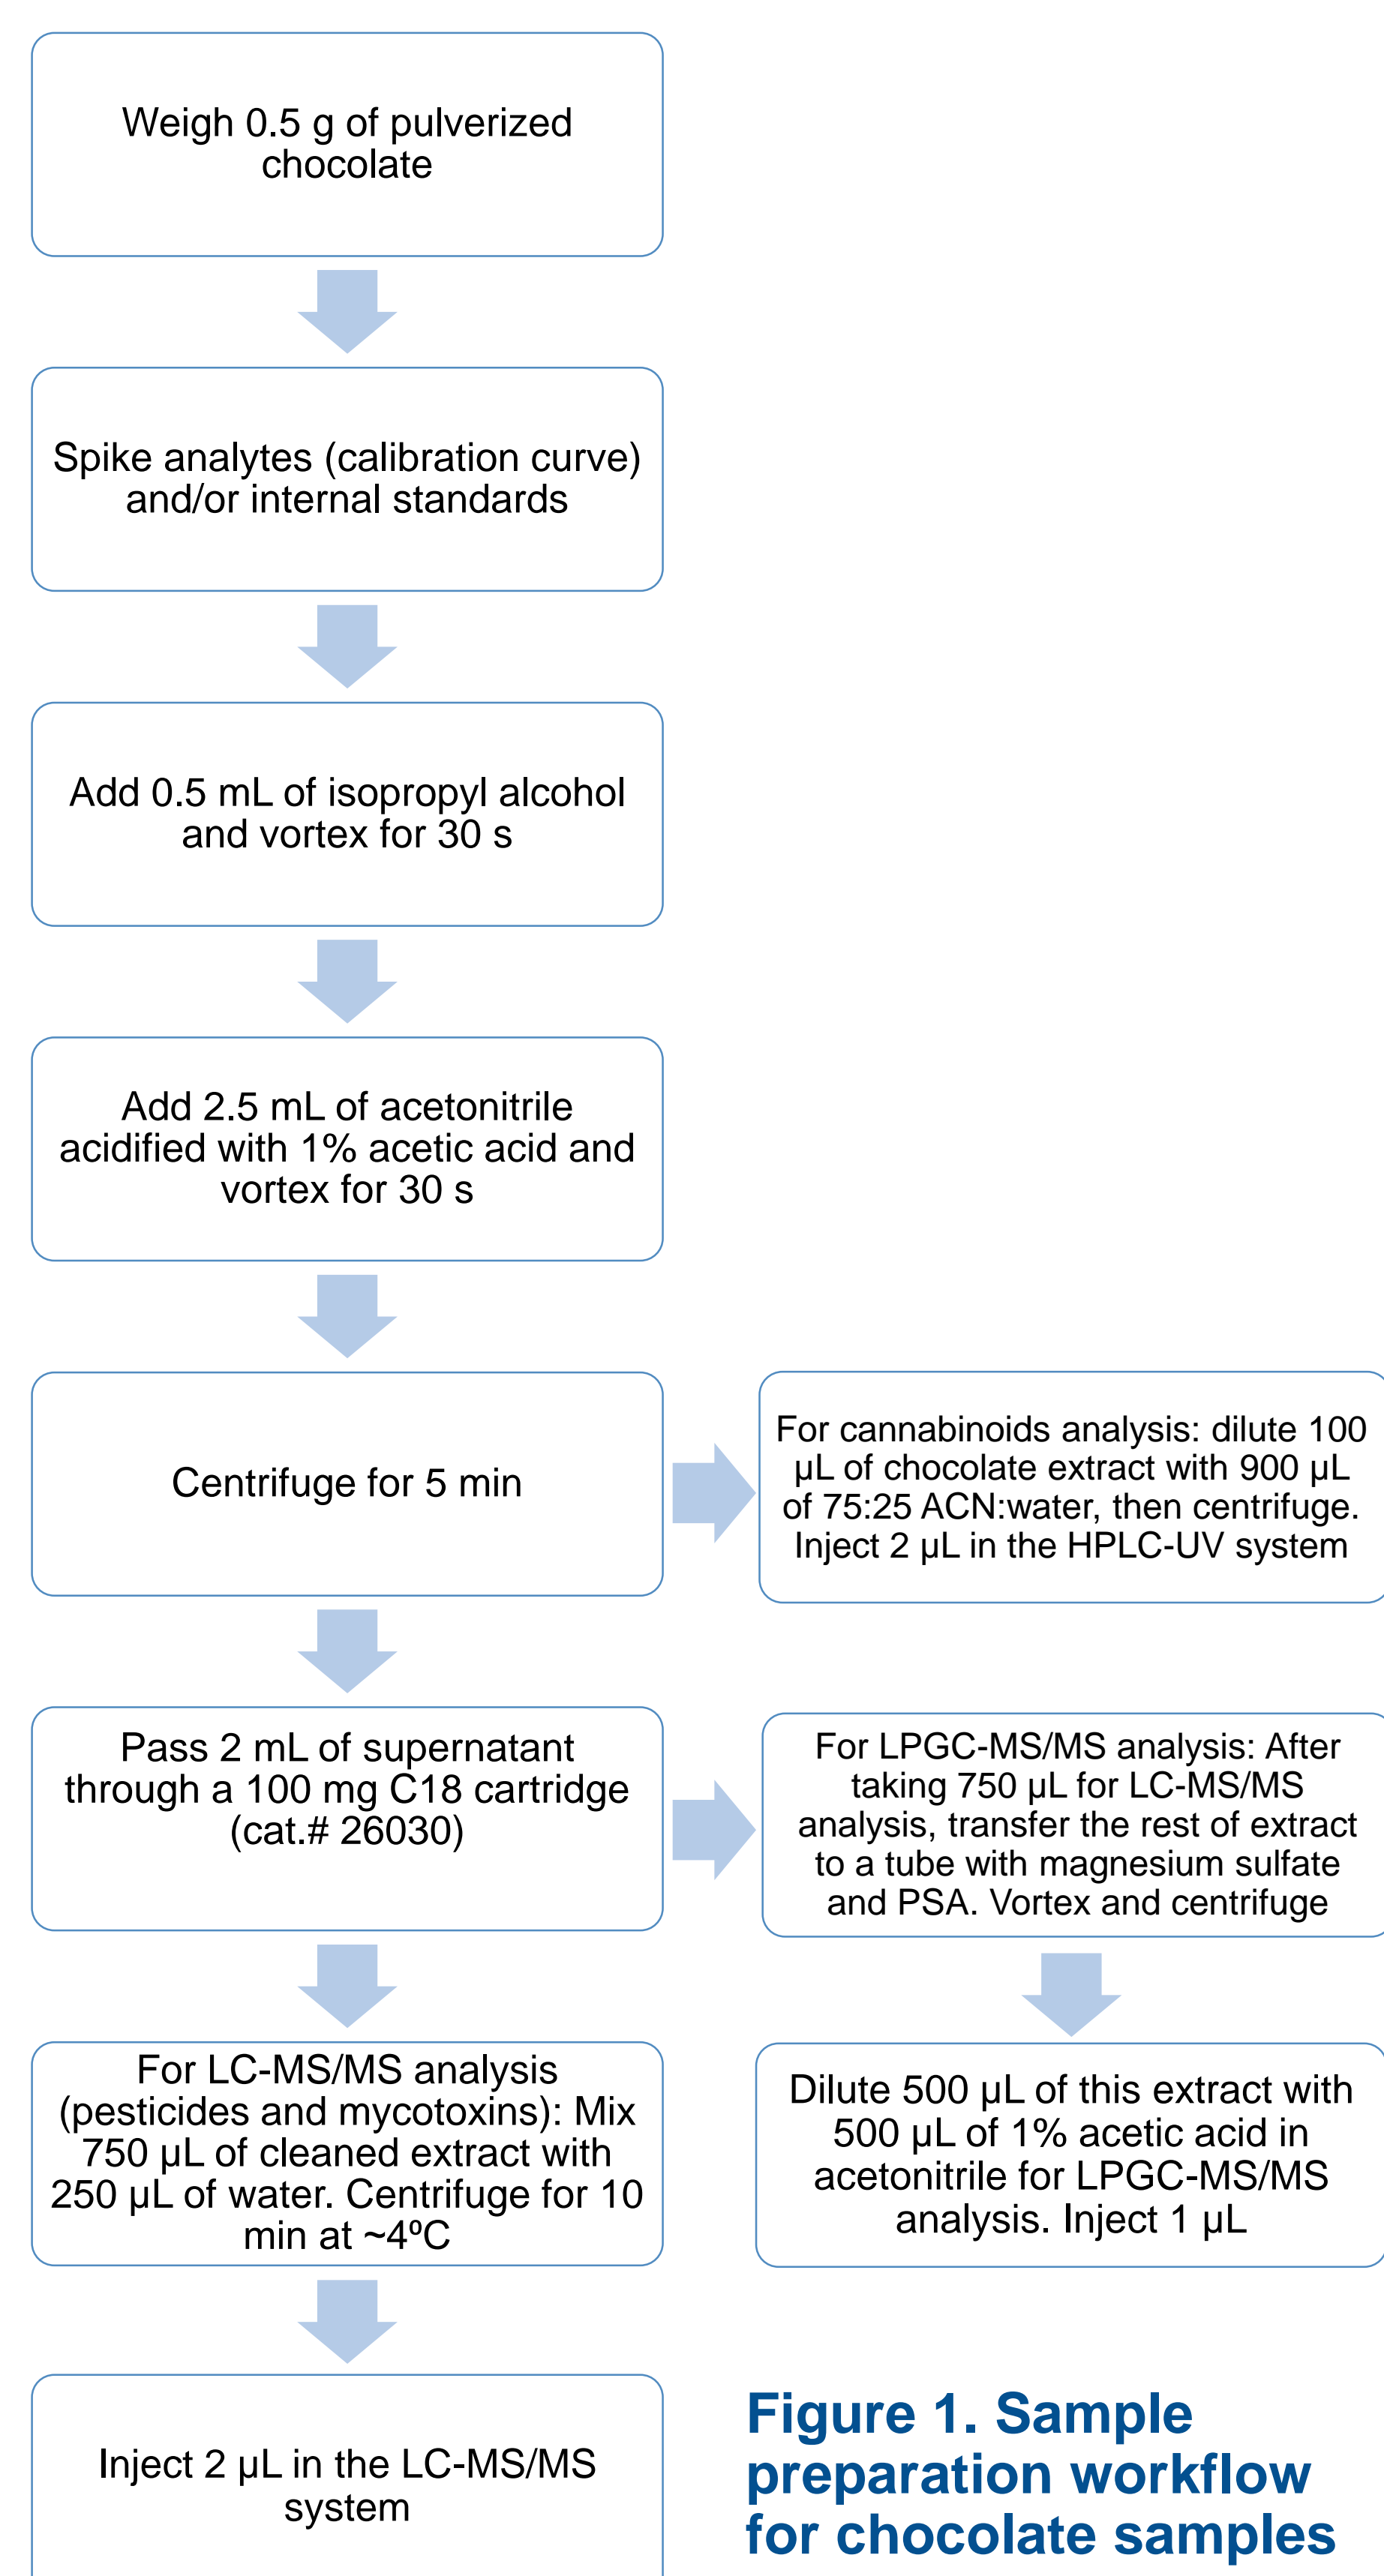 Weigh 0.5 g of pulverized
chocolate
Spike analytes (calibration curve)
and/or internal standards
Add 0.5 mL of isopropyl alcohol
and vortex for 30 s
Add 2.5 mL of acetonitrile
acidified with 1% acetic acid and
vortex for 30 s
Centrifuge for 5 min
For cannabinoids analysis: dilute 100
µL of chocolate extract with 900 µL
of 75:25 ACN:water, then centrifuge.
Inject 2 µL in the HPLC-UV system
Pass 2 mL of supernatant
through a 100 mg C18 cartridge
(cat.# 26030)
For LPGC-MS/MS analysis: After
taking 750 µL for LC-MS/MS
analysis, transfer the rest of extract
to a tube with magnesium sulfate
and PSA. Vortex and centrifuge
For LC-MS/MS analysis
(pesticides and mycotoxins): Mix
750 µL of cleaned extract with
250 µL of water. Centrifuge for 10
min at ~4ºC
Dilute 500 µL of this extract with
500 µL of 1% acetic acid in
acetonitrile for LPGC-MS/MS
analysis. Inject 1 µL
Inject 2 µL in the LC-MS/MS
system
Figure 1. Sample
preparation workflow
for chocolate samples